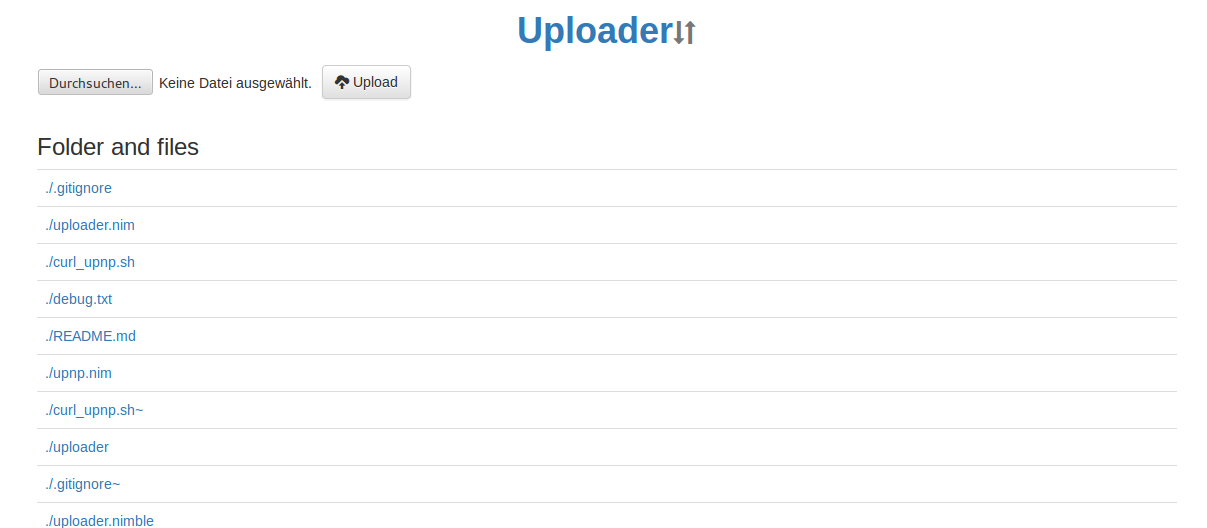 Uploader
Durchsuchen... Keine Datei ausgewählt. Upload
Folder and files
./.gitignore
./uploader.nim
./curl_upnp.sh
./debug.txt
./README.md
./upnp.nim
./curl_upnp.sh~
./uploader
./.gitignore~
./uploader.nimble